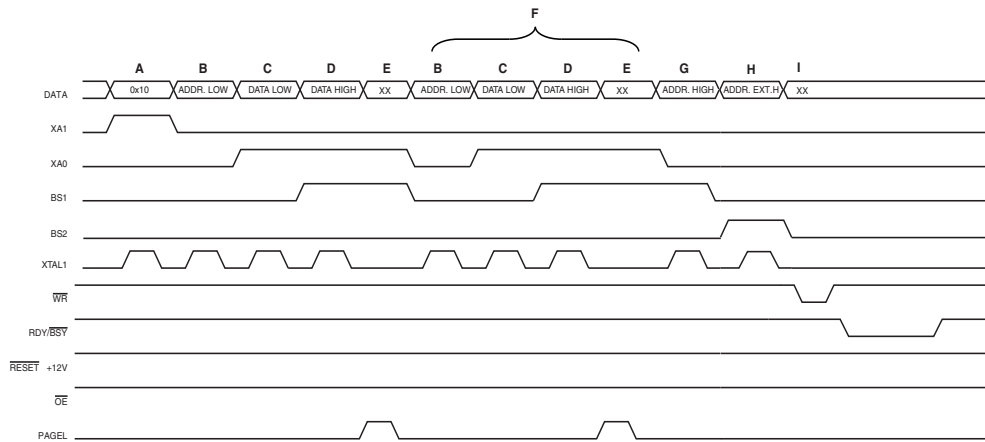 F
A B C D E B C D E G H I
DATA 0x10 ADDR. LOW DATA LOW DATA HIGH XX ADDR. LOW DATA LOW DATA HIGH XX ADDR. HIGH ADDR. EXT.H XX
XA1
XA0
BS1
BS2
XTAL1
WR
RDY/BSY
RESET +12V
OE
PAGEL